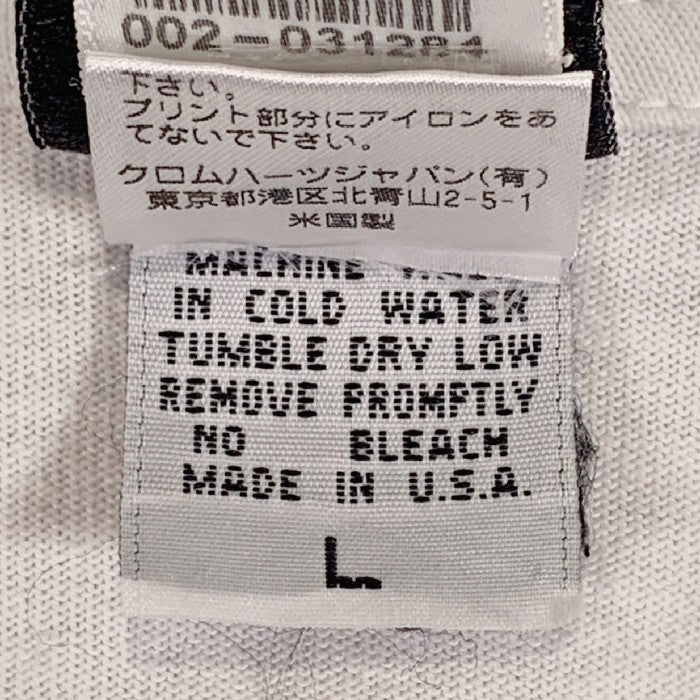 002-031284
下さい。
プリント部分にアイロンをあ
てないで下さい。
クロムハーツジャパン(有)
東京都港区北青山2-5-1
米国製
MACHINE WASH
IN COLD WATER
TUMBLE DRY LOW
REMOVE PROMPTLY
NO BLEACH
MADE IN U.S.A.
L